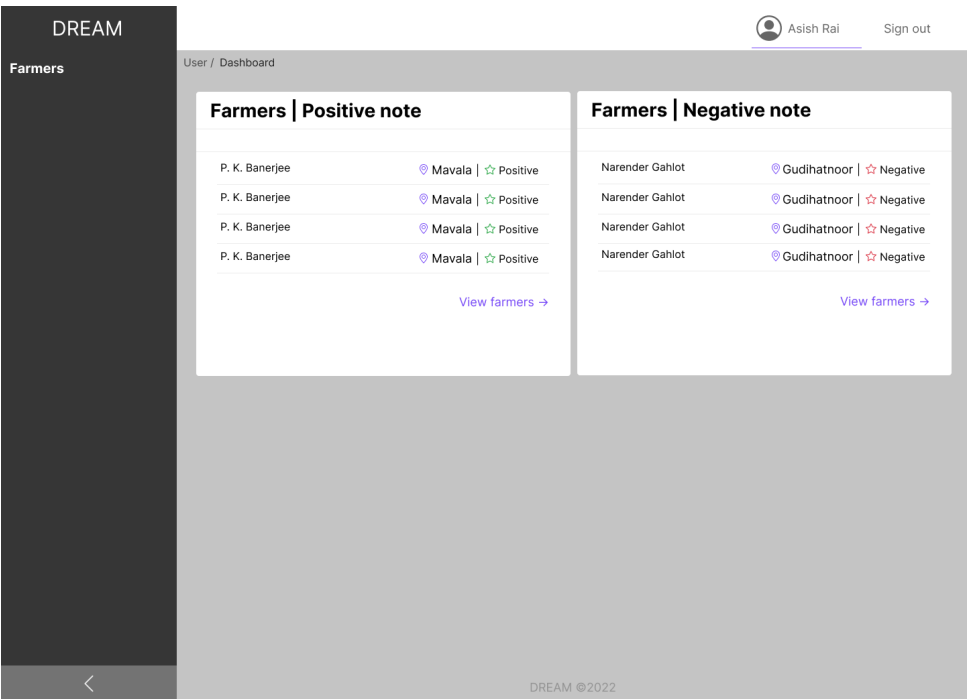 DREAM
Asish Rai
Sign out
Farmers
User / Dashboard
Farmers | Positive note
P. K. Banerjee Mavala | Positive
P. K. Banerjee Mavala | Positive
P. K. Banerjee Mavala | Positive
P. K. Banerjee Mavala | Positive
View farmers →
Farmers | Negative note
Narender Gahlot Gudihatnoor | Negative
Narender Gahlot Gudihatnoor | Negative
Narender Gahlot Gudihatnoor | Negative
Narender Gahlot Gudihatnoor | Negative
View farmers →
DREAM ©2022